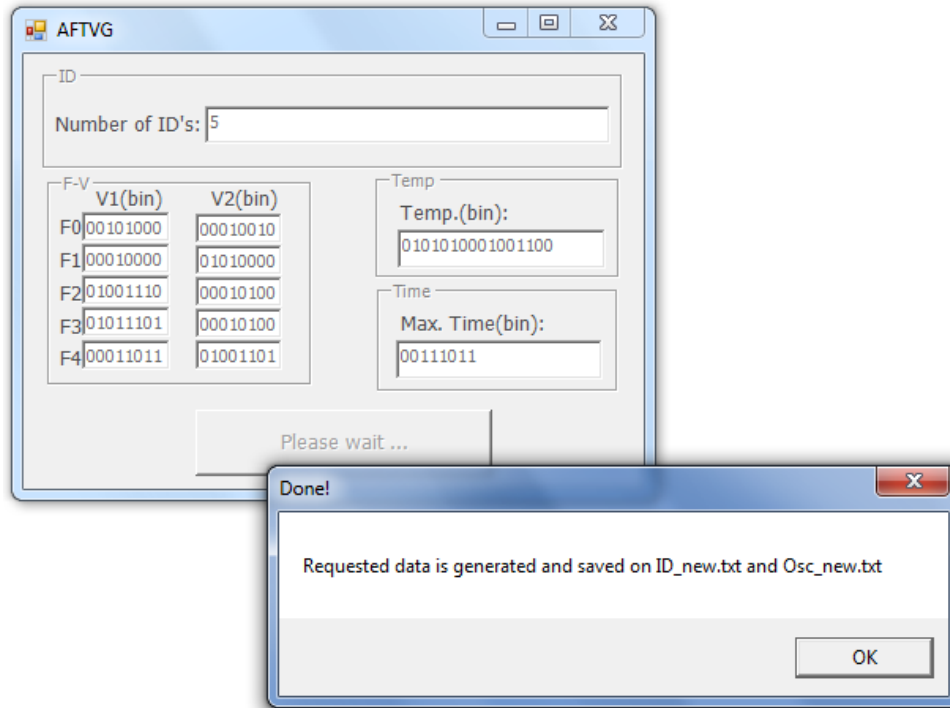 AFTVG
ID
Number of ID's: 5
F-V
V1(bin) V2(bin)
F0 00101000 00010010
F1 00010000 01010000
F2 01001110 00010100
F3 01011101 00010100
F4 00011011 01001101
Temp
Temp.(bin):
0101010001001100
Time
Max. Time(bin):
00111011
Please wait ...
Done!
Requested data is generated and saved on ID_new.txt and Osc_new.txt
OK